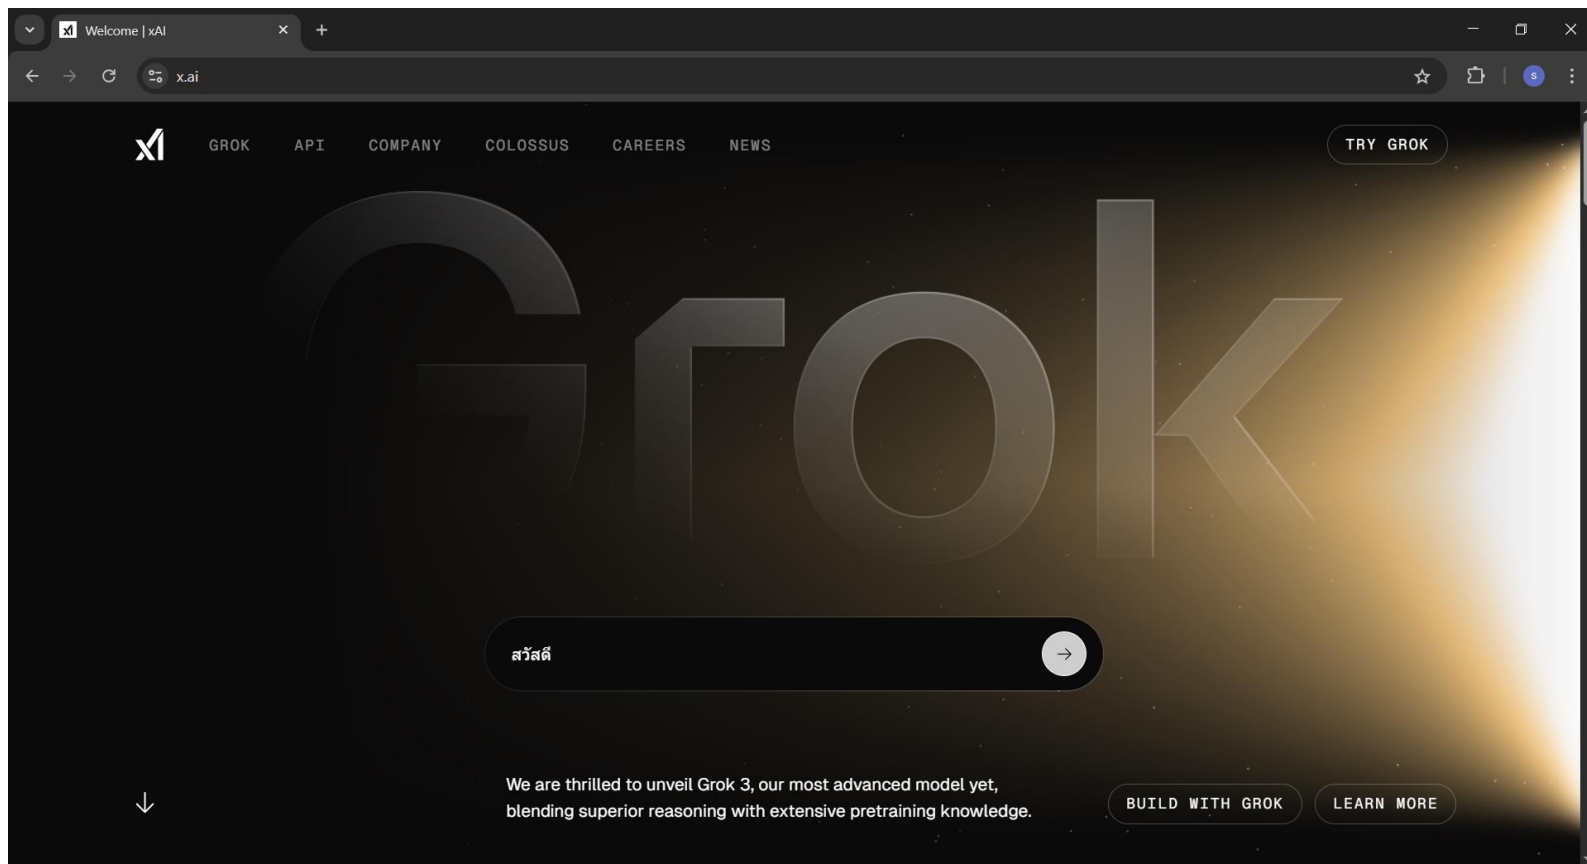 Welcome | xAI
x.ai
S
xAI
GROK API COMPANY COLOSSUS CAREERS NEWS
TRY GROK
Grok
สวัสดี
We are thrilled to unveil Grok 3, our most advanced model yet,
blending superior reasoning with extensive pretraining knowledge.
BUILD WITH GROK
LEARN MORE